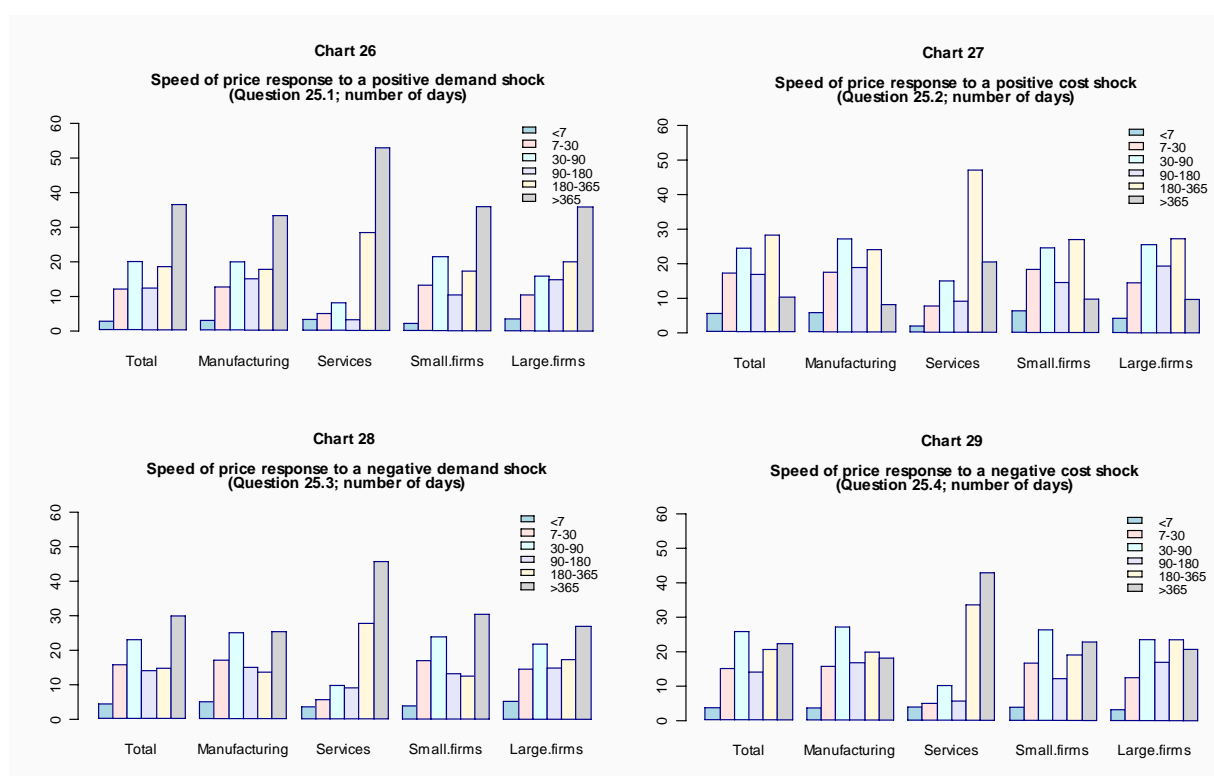 Chart 26
Speed of price response to a positive demand shock
(Question 25.1; number of days)
0
10
20
30
40
50
60
<7
7-30
30-90
90-180
180-365
>365
Total
Manufacturing
Services
Small.firms
Large.firms
Chart 27
Speed of price response to a positive cost shock
(Question 25.2; number of days)
0
10
20
30
40
50
60
<7
7-30
30-90
90-180
180-365
>365
Total
Manufacturing
Services
Small.firms
Large.firms
Chart 28
Speed of price response to a negative demand shock
(Question 25.3; number of days)
0
10
20
30
40
50
60
<7
7-30
30-90
90-180
180-365
>365
Total
Manufacturing
Services
Small.firms
Large.firms
Chart 29
Speed of price response to a negative cost shock
(Question 25.4; number of days)
0
10
20
30
40
50
60
<7
7-30
30-90
90-180
180-365
>365
Total
Manufacturing
Services
Small.firms
Large.firms